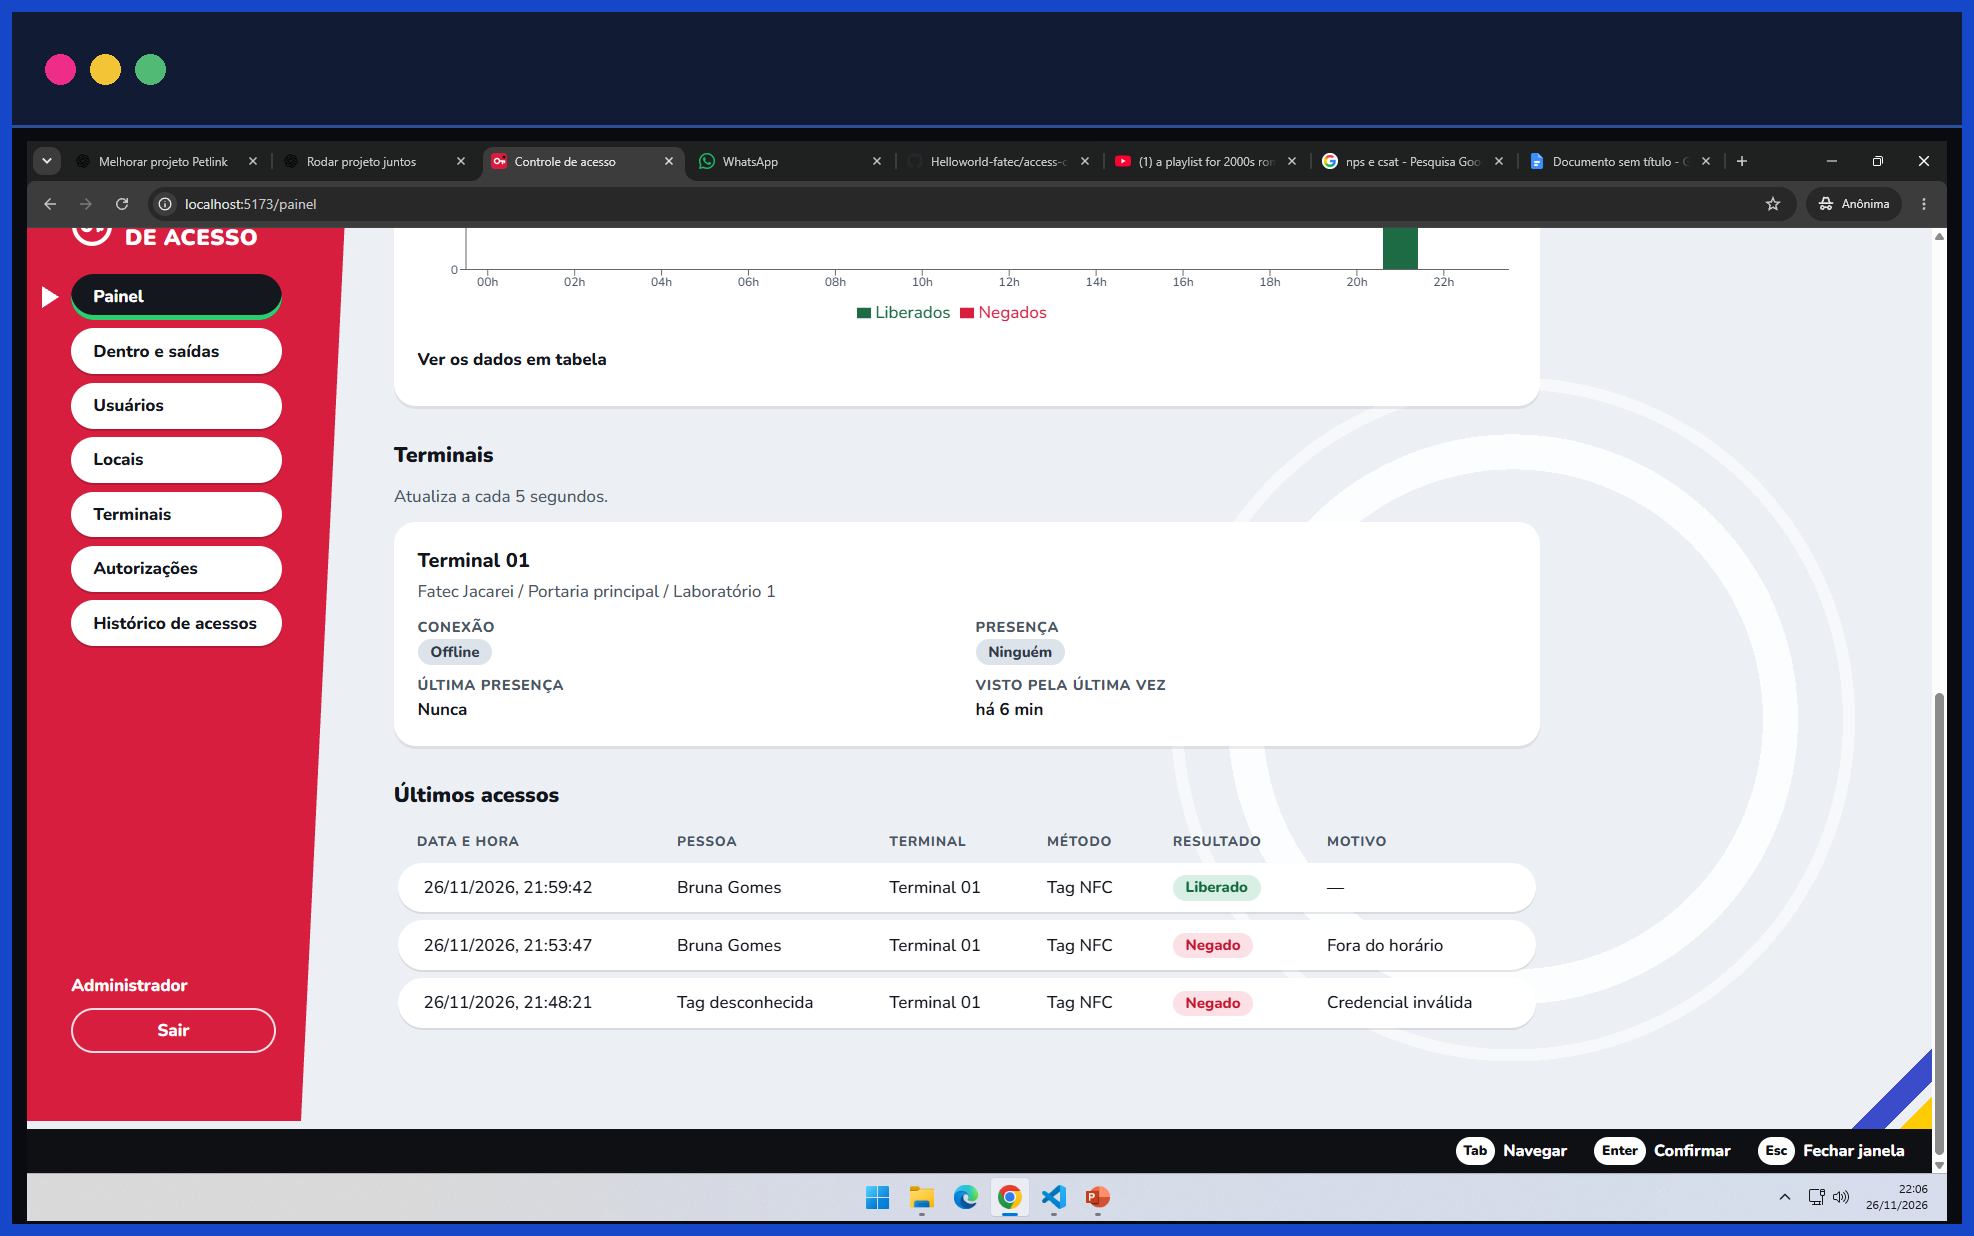 Melhorar projeto Petlink
Rodar projeto juntos
Controle de acesso
WhatsApp
Helloworld-fatec/access-c
(1) a playlist for 2000s rom
nps e csat - Pesquisa Goo
Documento sem título - G
localhost:5173/painel
Anônima
DE ACESSO
Painel
Dentro e saídas
Usuários
Locais
Terminais
Autorizações
Histórico de acessos
Administrador
Sair
0
00h 02h 04h 06h 08h 10h 12h 14h 16h 18h 20h 22h
Liberados Negados
Ver os dados em tabela
Terminais
Atualiza a cada 5 segundos.
Terminal 01
Fatec Jacarei / Portaria principal / Laboratório 1
CONEXÃO PRESENÇA
Offline Ninguém
ÚLTIMA PRESENÇA VISTO PELA ÚLTIMA VEZ
Nunca há 6 min
Últimos acessos
DATA E HORA PESSOA TERMINAL MÉTODO RESULTADO MOTIVO
26/11/2026, 21:59:42 Bruna Gomes Terminal 01 Tag NFC Liberado —
26/11/2026, 21:53:47 Bruna Gomes Terminal 01 Tag NFC Negado Fora do horário
26/11/2026, 21:48:21 Tag desconhecida Terminal 01 Tag NFC Negado Credencial inválida
Tab Navegar Enter Confirmar Esc Fechar janela
22:06
26/11/2026